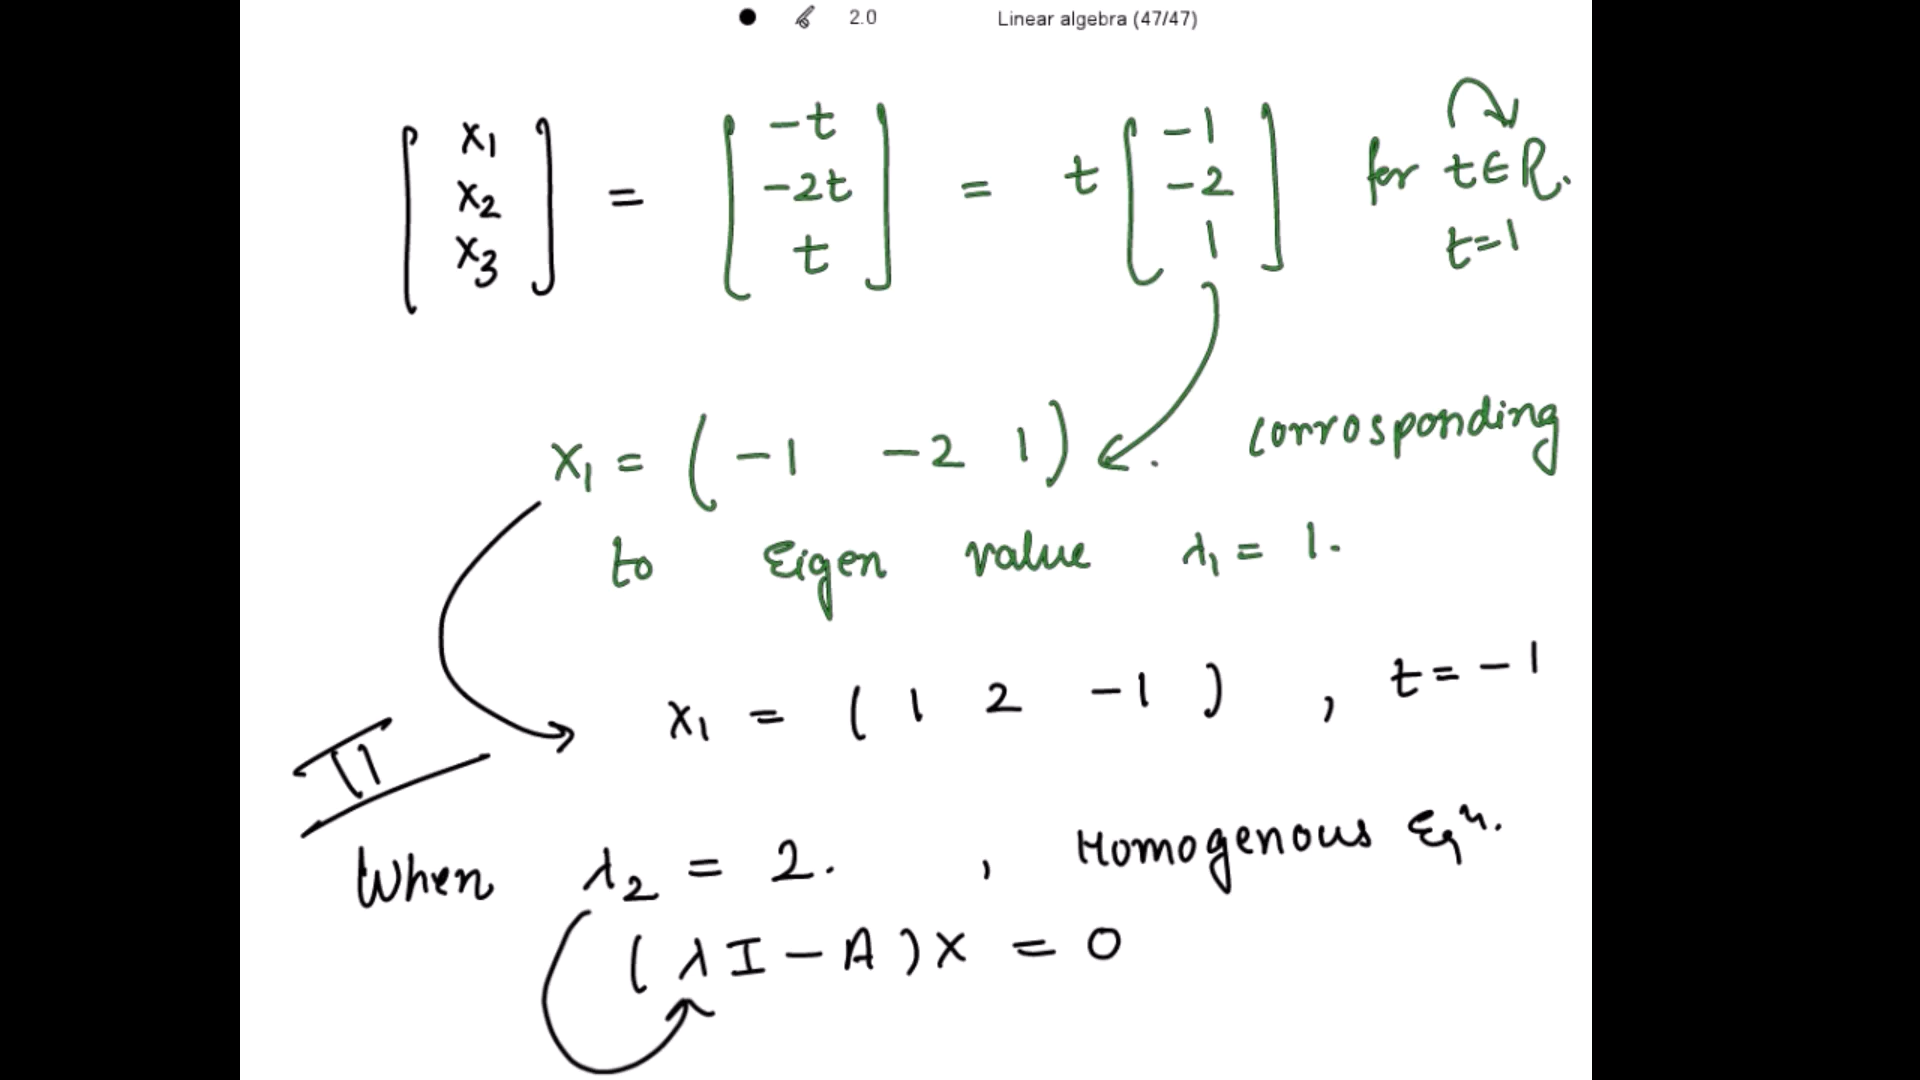 2.0 Linear algebra (47/47)
[x1 x2 x3] = [-t -2t t] = t [-1 -2 1] for t∈R.
t=1
x1 = (-1 -2 1). corrosponding
to Eigen value λ1 = 1.
x1 = (1 2 -1), t = -1
II
When λ2 = 2. , Homogenous Eqn.
(λI - A)x = 0